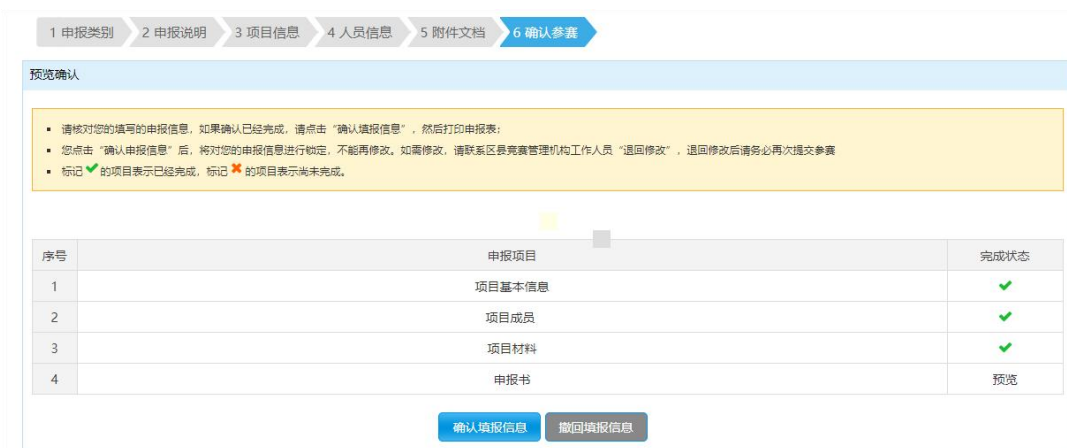 1 申报类别 2 申报说明 3 项目信息 4 人员信息 5 附件文档 6 确认参赛
预览确认
请核对您的填写的申报信息，如果确认已经完成，请点击“确认填报信息”，然后打印申报表；
您点击“确认申报信息”后，将对您的申报信息进行锁定，不能再修改。如需修改，请联系区县竞赛管理机构工作人员“退回修改”，退回修改后请务必再次提交参赛
标记 ✔ 的项目表示已经完成，标记 ✖ 的项目表示尚未完成。
序号 申报项目 完成状态
1 项目基本信息 ✔
2 项目成员 ✔
3 项目材料 ✔
4 申报书 预览
确认填报信息 撤回填报信息